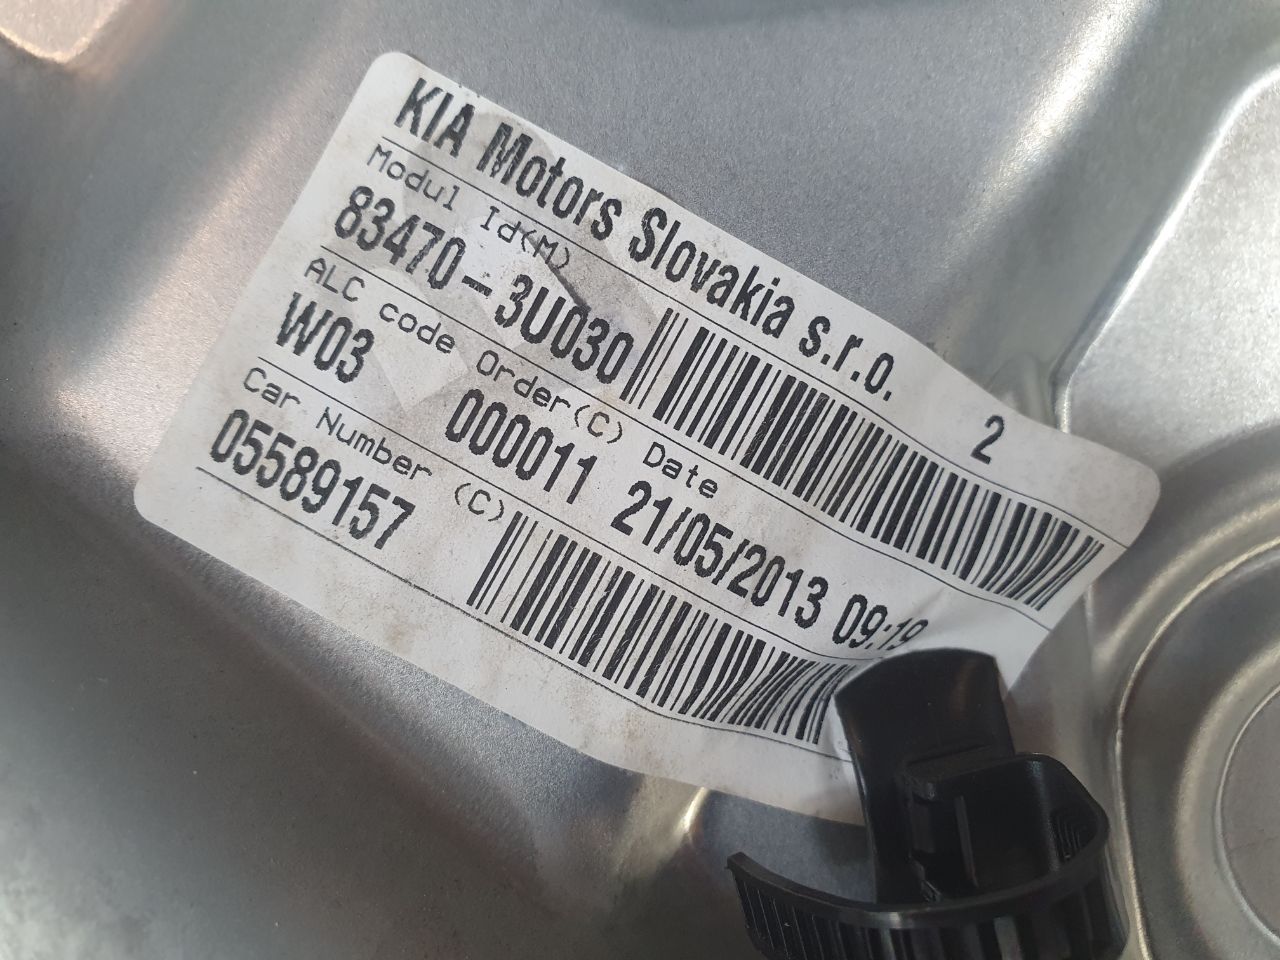 KIA Motors Slovakia s.r.o. 2
Modul Id(M)
83470-3U030
ALC code Order(C) Date
W03 000011 21/05/2013 09:19
Car Number (C)
05589157